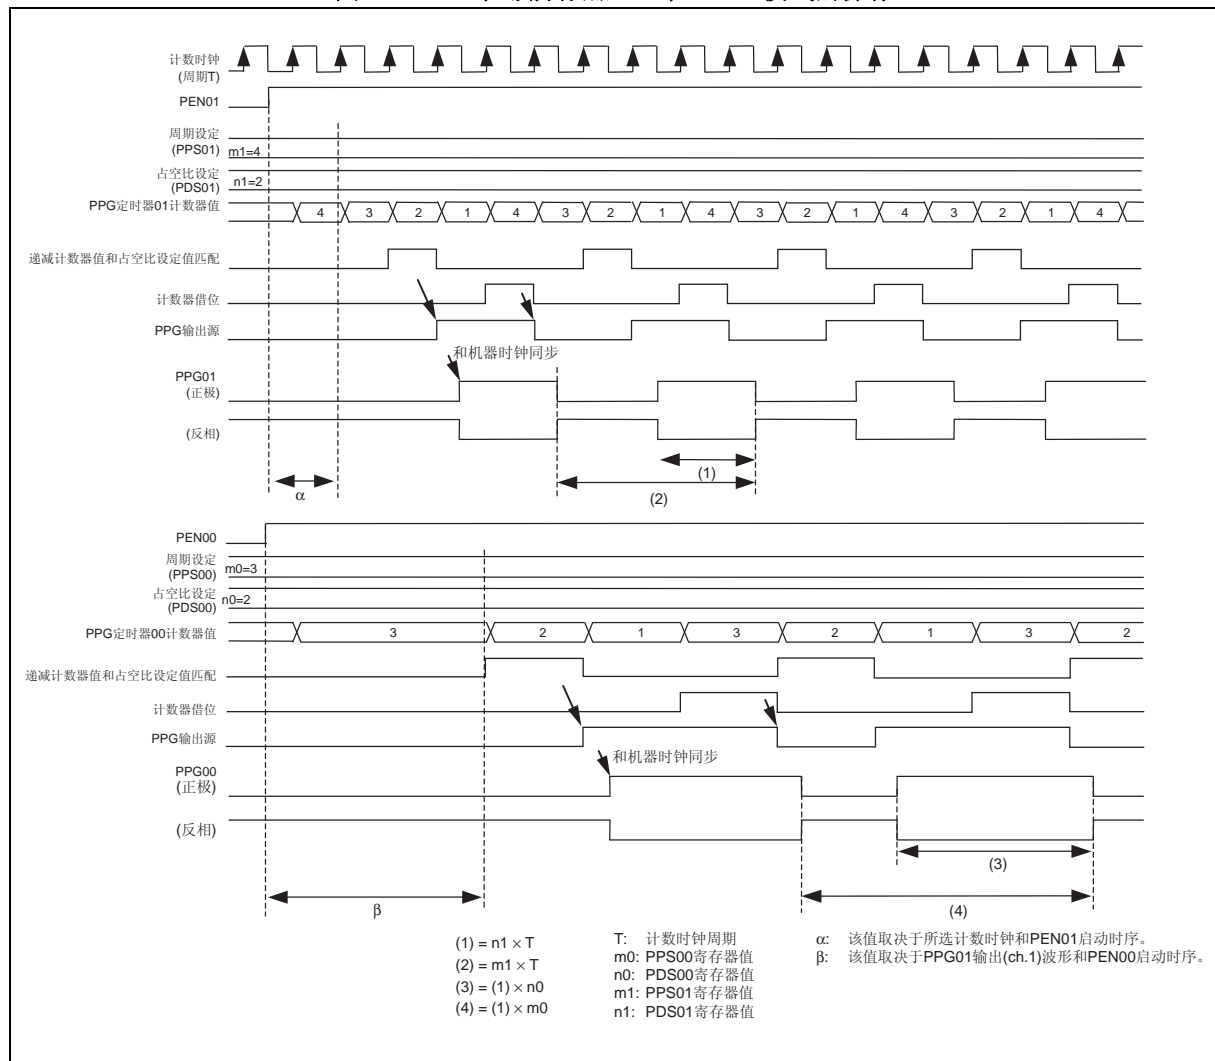 计数时钟
(周期T)
PEN01
周期设定
(PPS01) m1=4
占空比设定
(PDS01) n1=2
PPG定时器01计数器值 4 3 2 1 4 3 2 1 4 3 2 1 4 3 2 1 4
递减计数器值和占空比设定值匹配
计数器借位
PPG输出源
和机器时钟同步
PPG01
(正极)
(反相)
(1)
α (2)
PEN00
周期设定
(PPS00) m0=3
占空比设定
(PDS00) n0=2
PPG定时器00计数器值 3 2 1 3 2 1 3 2
递减计数器值和占空比设定值匹配
计数器借位
PPG输出源
和机器时钟同步
PPG00
(正极)
(反相)
(3)
β (4)
(1) = n1 × T
(2) = m1 × T
(3) = (1) × n0
(4) = (1) × m0
T: 计数时钟周期
m0: PPS00寄存器值
n0: PDS00寄存器值
m1: PPS01寄存器值
n1: PDS01寄存器值
α: 该值取决于所选计数时钟和PEN01启动时序。
β: 该值取决于PPG01输出(ch.1)波形和PEN00启动时序。